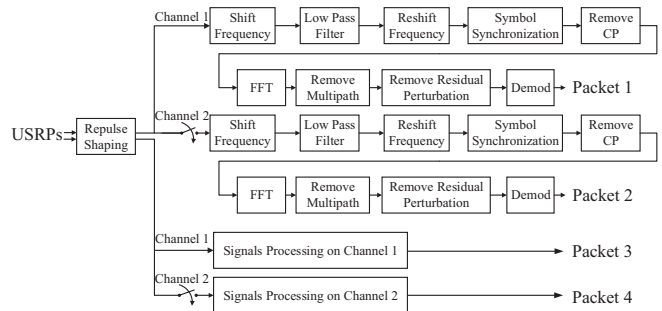 Channel 1
Shift
Frequency
Low Pass
Filter
Reshift
Frequency
Symbol
Synchronization
Remove
CP
FFT
Remove
Multipath
Remove Residual
Perturbation
Demod
Packet 1
USRPs
Repulse
Shaping
Channel 2
Shift
Frequency
Low Pass
Filter
Reshift
Frequency
Symbol
Synchronization
Remove
CP
FFT
Remove
Multipath
Remove Residual
Perturbation
Demod
Packet 2
Channel 1
Signals Processing on Channel 1
Packet 3
Channel 2
Signals Processing on Channel 2
Packet 4